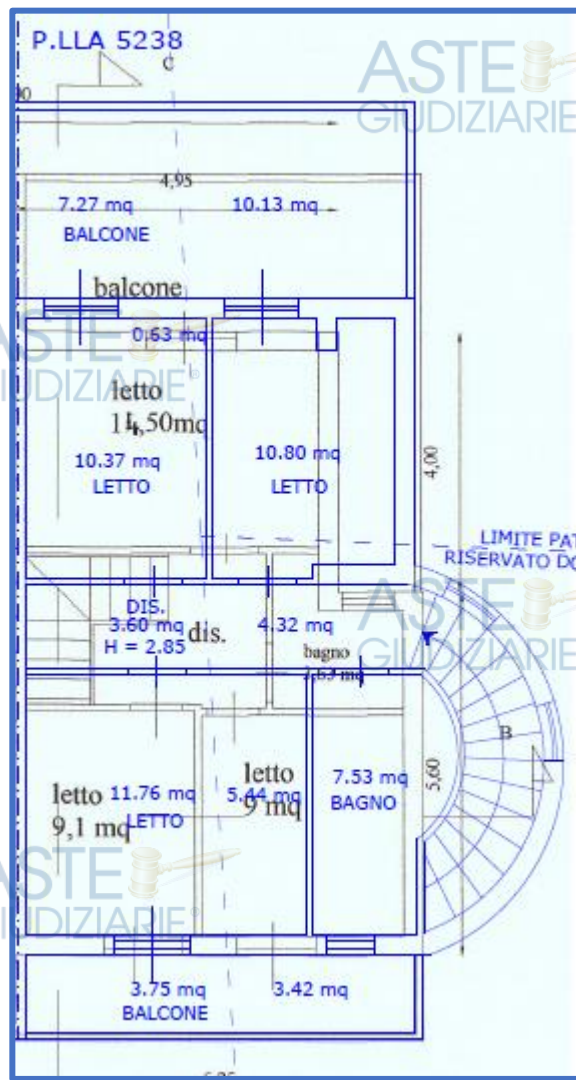 P.LLA 5238
C
ASTE
GIUDIZIARIE
4,95
7.27 mq
10.13 mq
BALCONE
balcone
ASTE
GIUDIZIARIE®
0.63 mq
letto
10.37 mq
10.80 mq
LETTO
LETTO
4,00
LIMITE PAT
RISERVATO DO
ASTE
GIUDIZIARIE
DIS.
3.60 mq
dis.
4.32 mq
H = 2.85
bagno
B
letto
9,1 mq
11.76 mq
LETTO
letto
9 mq
5.44 mq
7.53 mq
BAGNO
5,60
ASTE
GIUDIZIARIE®
3.75 mq
3.42 mq
BALCONE